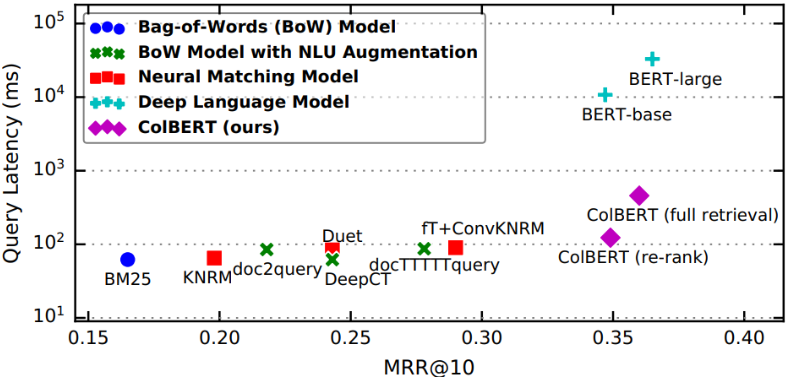 Query Latency (ms)
10^5
10^4
10^3
10^2
10^1
Bag-of-Words (BoW) Model
BoW Model with NLU Augmentation
Neural Matching Model
Deep Language Model
ColBERT (ours)
BERT-large
BERT-base
ColBERT (full retrieval)
ColBERT (re-rank)
fT+ConvKNRM
Duet
docTTTTTquery
doc2query
DeepCT
KNRM
BM25
0.15
0.20
0.25
0.30
0.35
0.40
MRR@10